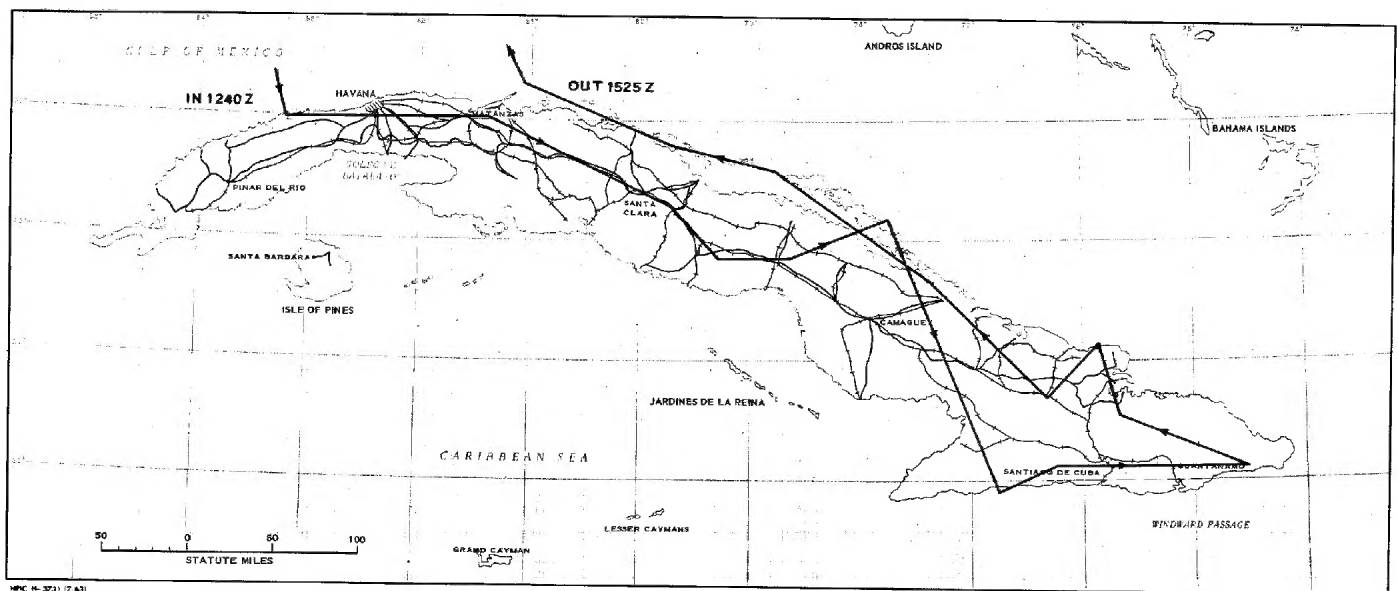 GULF OF MEXICO
ANDROS ISLAND
IN 1240 Z
HAVANA
OUT 1525 Z
MATANZAS
BAHAMA ISLANDS
PINAR DEL RIO
SANTA
CLARA
SANTA BARBARA
ISLE OF PINES
CAMAGUEY
JARDINES DE LA REINA
CARIBBEAN SEA
SANTIAGO DE CUBA
GUANTANAMO
WINDWARD PASSAGE
LESSER CAYMANS
GRAND CAYMAN
50 0 50 100
STATUTE MILES